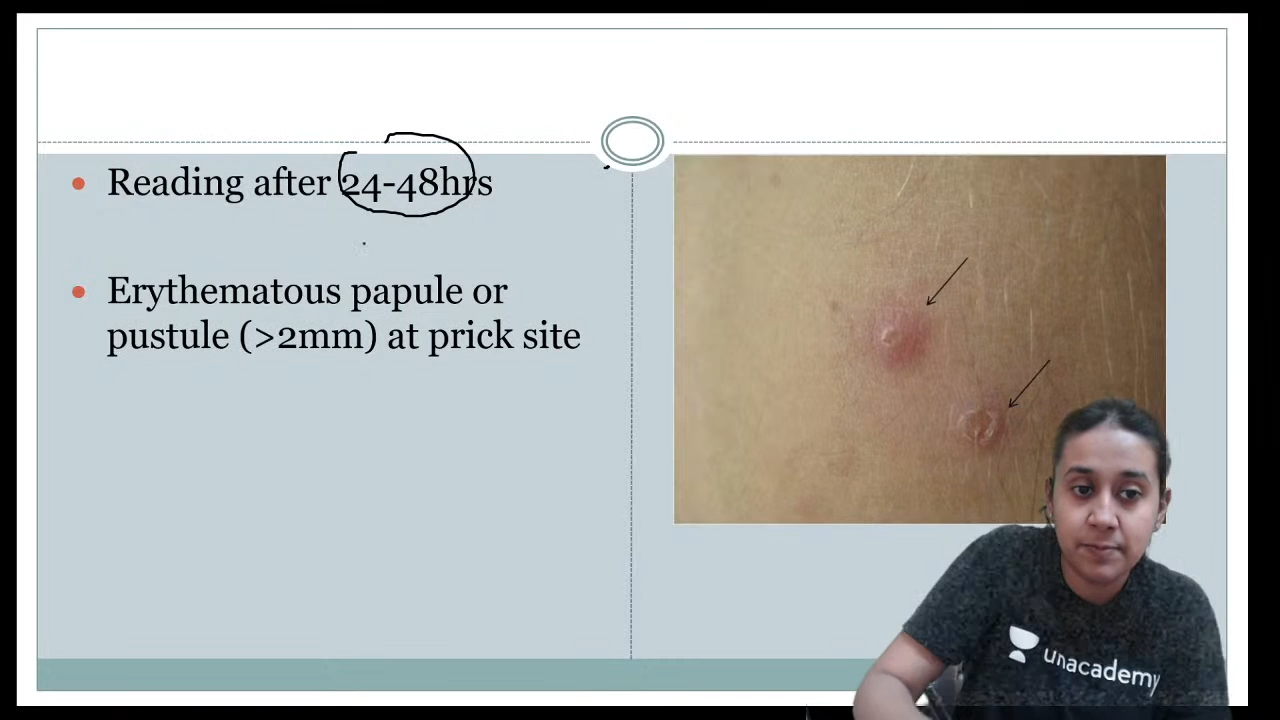 Reading after 24-48hrs
Erythematous papule or
pustule (>2mm) at prick site
unacademy